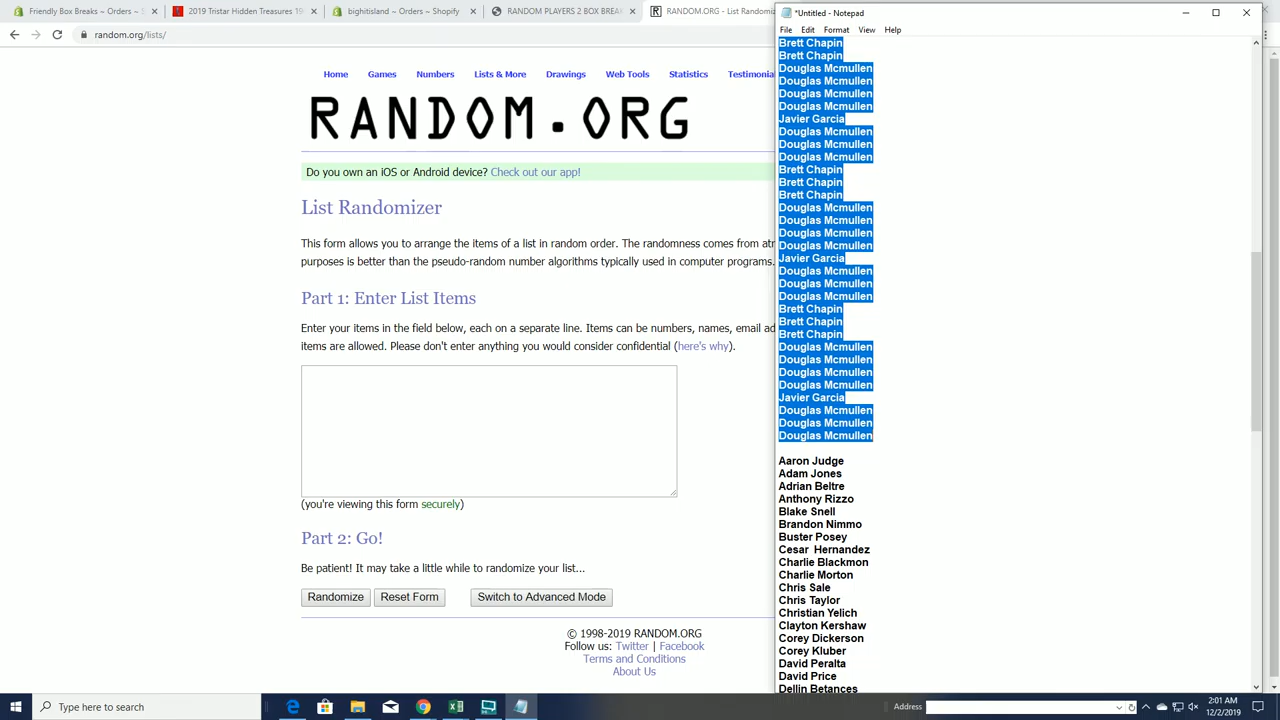 Friendly Box Breaks
2019 Tristar Hidden Treasures 19
bighitisland ~ Orders ~ Shopify
RANDOM PLAYERS 2 BOX BREAK
RANDOM.ORG - List Randomi
*Untitled - Notepad
random.org/lists/
File Edit Format View Help
Home Games Numbers Lists & More Drawings Web Tools Statistics Testimonia
RANDOM.ORG
Do you own an iOS or Android device? Check out our app!
List Randomizer
This form allows you to arrange the items of a list in random order. The randomness comes from atr
purposes is better than the pseudo-random number algorithms typically used in computer programs.
Part 1: Enter List Items
Enter your items in the field below, each on a separate line. Items can be numbers, names, email ad
items are allowed. Please don't enter anything you would consider confidential (here's why).
(you're viewing this form securely)
Part 2: Go!
Be patient! It may take a little while to randomize your list...
Randomize Reset Form Switch to Advanced Mode
© 1998-2019 RANDOM.ORG
Follow us: Twitter | Facebook
Terms and Conditions
About Us
Brett Chapin
Brett Chapin
Douglas Mcmullen
Douglas Mcmullen
Douglas Mcmullen
Douglas Mcmullen
Javier Garcia
Douglas Mcmullen
Douglas Mcmullen
Douglas Mcmullen
Brett Chapin
Brett Chapin
Brett Chapin
Douglas Mcmullen
Douglas Mcmullen
Douglas Mcmullen
Douglas Mcmullen
Javier Garcia
Douglas Mcmullen
Douglas Mcmullen
Douglas Mcmullen
Brett Chapin
Brett Chapin
Brett Chapin
Douglas Mcmullen
Douglas Mcmullen
Douglas Mcmullen
Douglas Mcmullen
Javier Garcia
Douglas Mcmullen
Douglas Mcmullen
Douglas Mcmullen
Aaron Judge
Adam Jones
Adrian Beltre
Anthony Rizzo
Blake Snell
Brandon Nimmo
Buster Posey
Cesar  Hernandez
Charlie Blackmon
Charlie Morton
Chris Sale
Chris Taylor
Christian Yelich
Clayton Kershaw
Corey Dickerson
Corey Kluber
David Peralta
David Price
Dellin Betances
Type here to search
Address
2:01 AM
12/2/2019